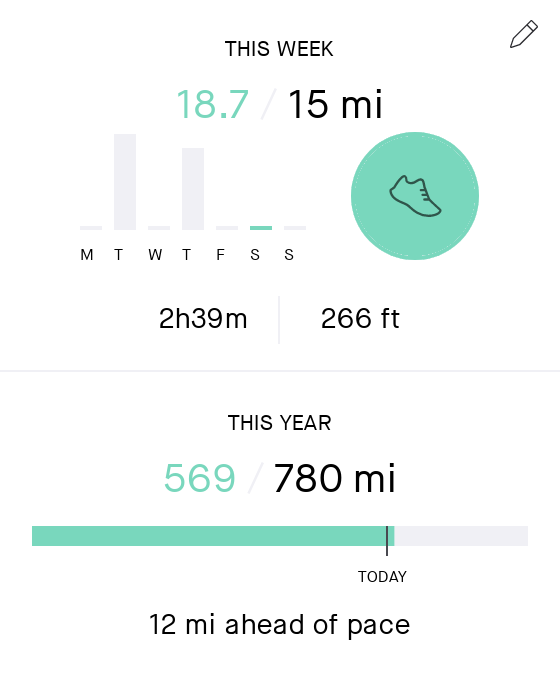 THIS WEEK
18.7 / 15 mi
M T W T F S S
2h39m 266 ft
THIS YEAR
569 / 780 mi
TODAY
12 mi ahead of pace